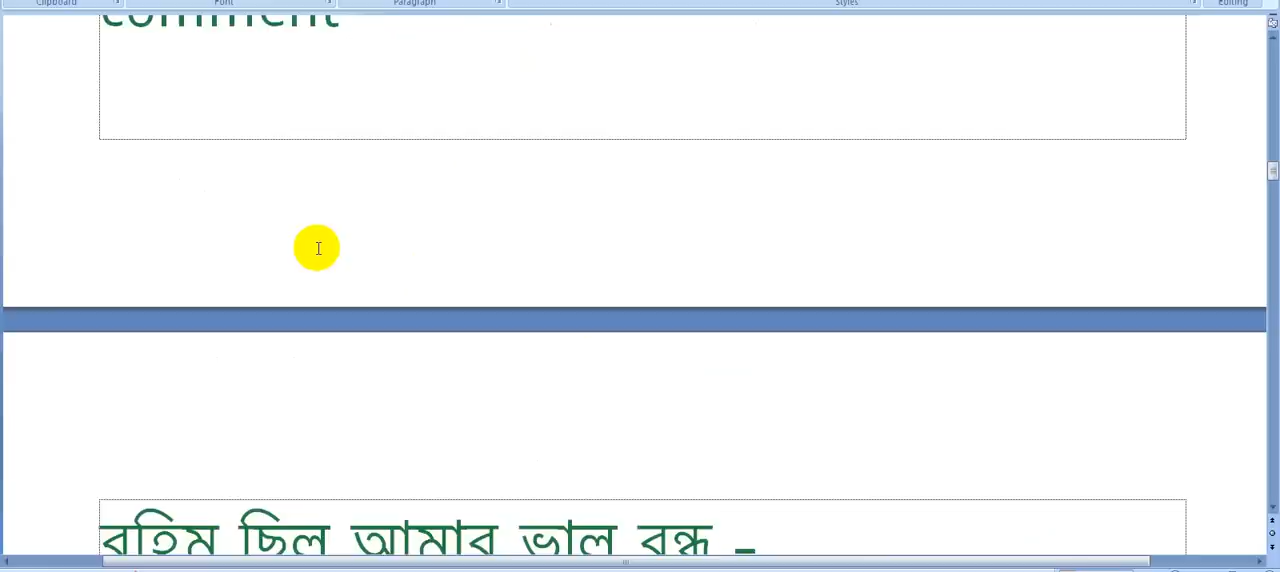 Clipboard
Font
Paragraph
Styles
Editing
comment
রহিম ছিল আমার ভাল বন্ধু –